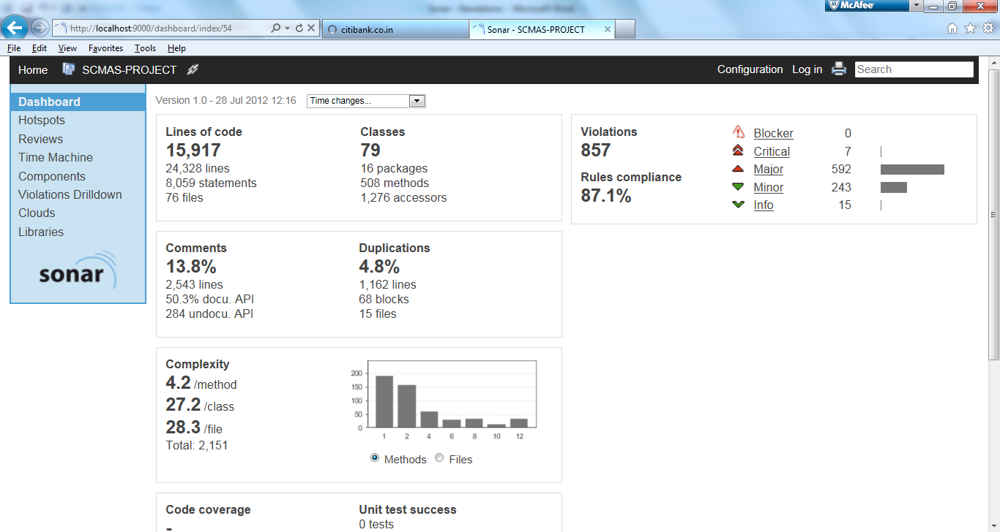 Sonar - Standalone - Microsoft Word
McAfee
http://localhost:9000/dashboard/index/54
citibank.co.in
Sonar - SCMAS-PROJECT
File Edit View Favorites Tools Help
Home SCMAS-PROJECT
Configuration Log in Search
Dashboard
Hotspots
Reviews
Time Machine
Components
Violations Drilldown
Clouds
Libraries
sonar
Version 1.0 - 28 Jul 2012 12:16 Time changes...
Lines of code
15,917
24,328 lines
8,059 statements
76 files
Classes
79
16 packages
508 methods
1,276 accessors
Violations
857
Rules compliance
87.1%
Blocker 0
Critical 7
Major 592
Minor 243
Info 15
Comments
13.8%
2,543 lines
50.3% docu. API
284 undocu. API
Duplications
4.8%
1,162 lines
68 blocks
15 files
Complexity
4.2 /method
27.2 /class
28.3 /file
Total: 2,151
200
150
100
50
0
1 2 4 6 8 10 12
Methods Files
Code coverage
-
Unit test success
0 tests